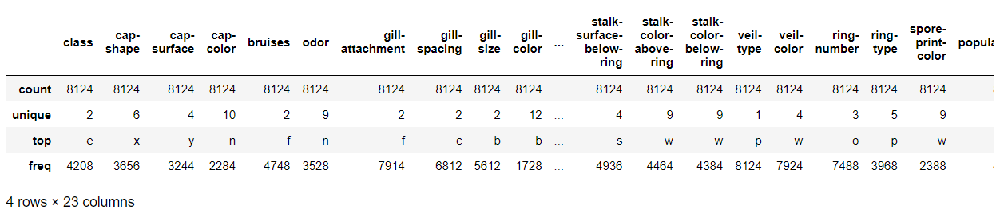 class cap-shape cap-surface cap-color bruises odor gill-attachment gill-spacing gill-size gill-color ... stalk-surface-below-ring stalk-color-above-ring stalk-color-below-ring veil-type veil-color ring-number ring-type spore-print-color
count 8124 8124 8124 8124 8124 8124 8124 8124 8124 8124 ... 8124 8124 8124 8124 8124 8124 8124 8124
unique 2 6 4 10 2 9 2 2 2 12 ... 4 9 9 1 4 3 5 9
top e x y n f n f c b b ... s w w p w o p w
freq 4208 3656 3244 2284 4748 3528 7914 6812 5612 1728 ... 4936 4464 4384 8124 7924 7488 3968 2388
4 rows × 23 columns